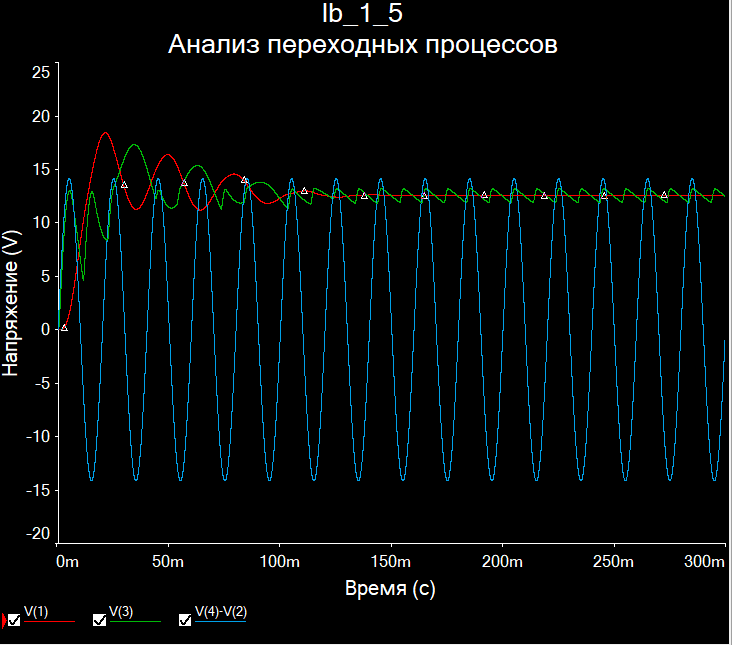 lb_1_5
Анализ переходных процессов
25
20
15
10
5
0
-5
-10
-15
-20
Напряжение (V)
0m 50m 100m 150m 200m 250m 300m
Время (с)
V(1) V(3) V(4)-V(2)